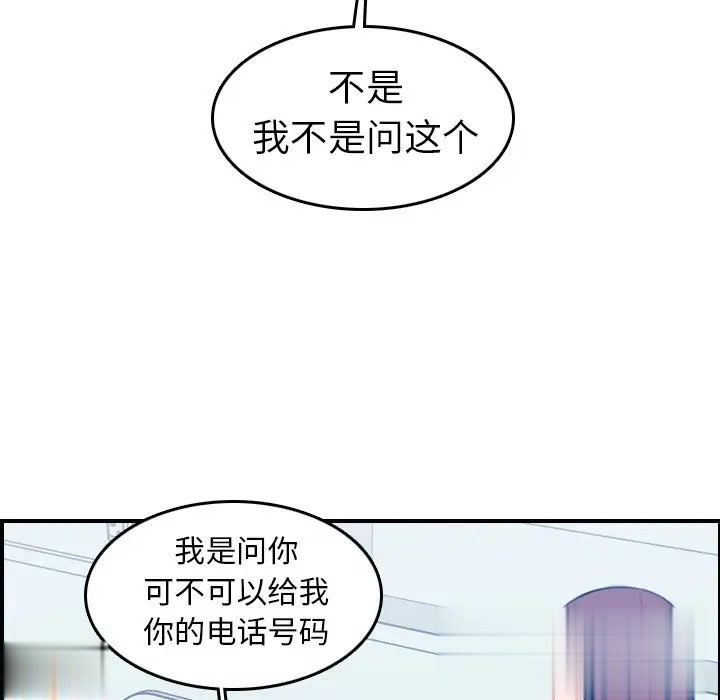 不是
我不是问这个
我是问你
可不可以给我
你的电话号码